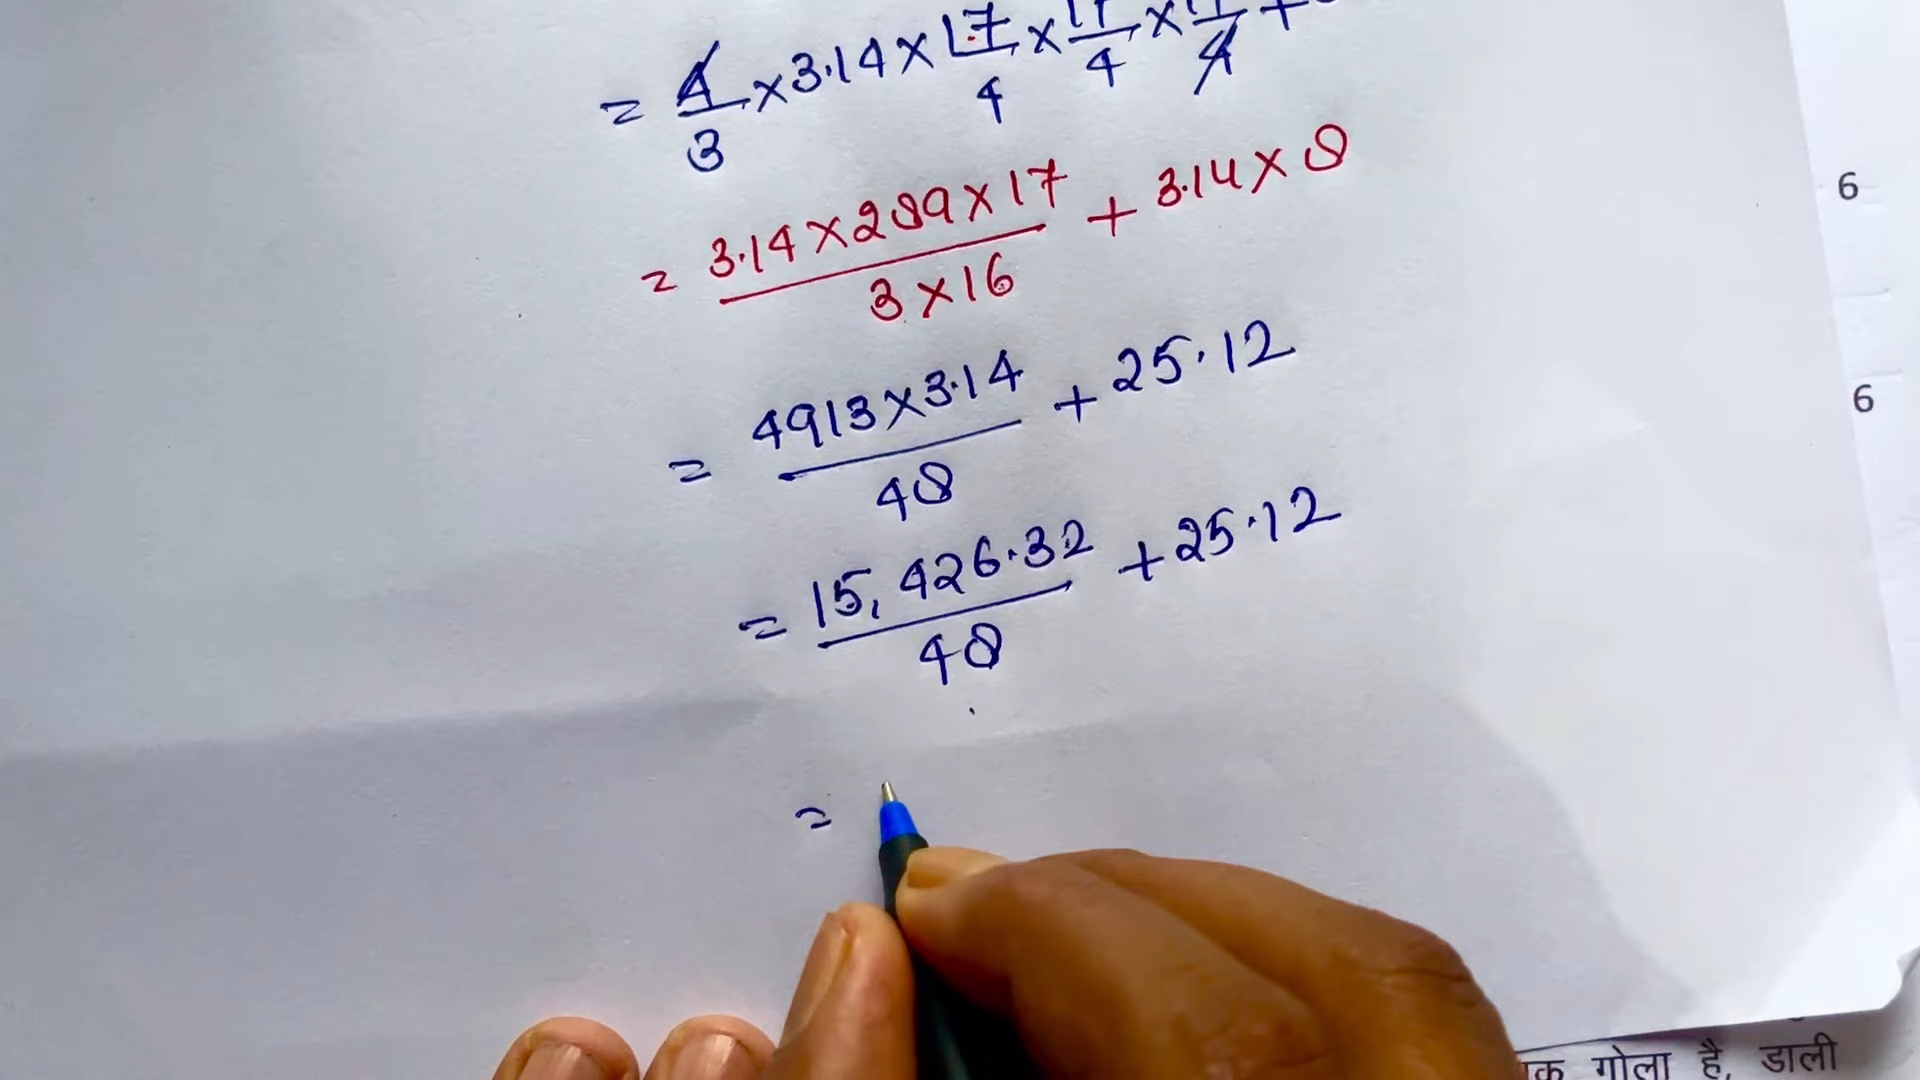 = 4/3 × 3.14 × 17/4 × 17/4 × 17/4 +
= 3.14 × 289 × 17 / 3 × 16 + 3.14 × 8
= 4913 × 3.14 / 48 + 25.12
= 15,426.32 / 48 + 25.12
=
6
6
गोला है, डाली